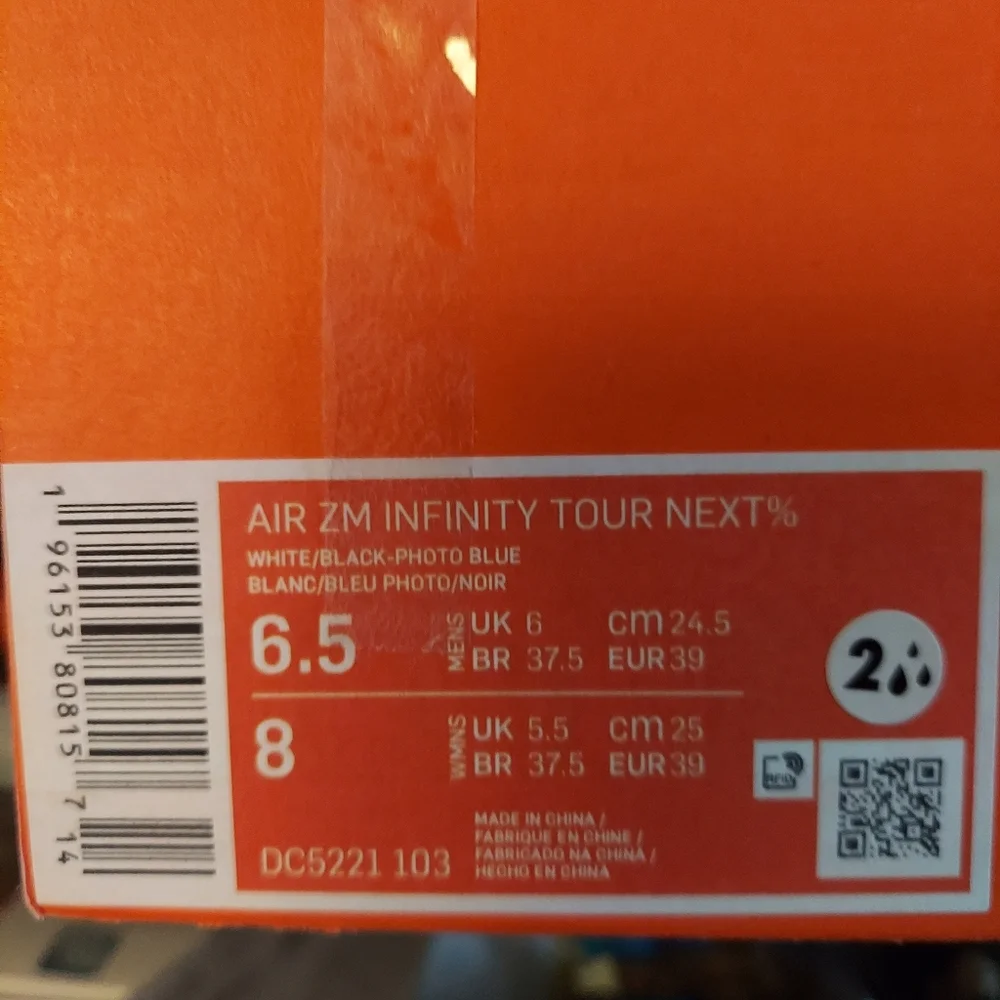 AIR ZM INFINITY TOUR NEXT%
WHITE/BLACK-PHOTO BLUE
BLANC/BLEU PHOTO/NOIR
6.5 MENS UK 6 cm 24.5
BR 37.5 EUR 39
8 WMNS UK 5.5 cm 25
BR 37.5 EUR 39
MADE IN CHINA /
FABRIQUE EN CHINE /
FABRICADO NA CHINA /
HECHO EN CHINA
DC5221 103
2
1 96153 80815 7 14